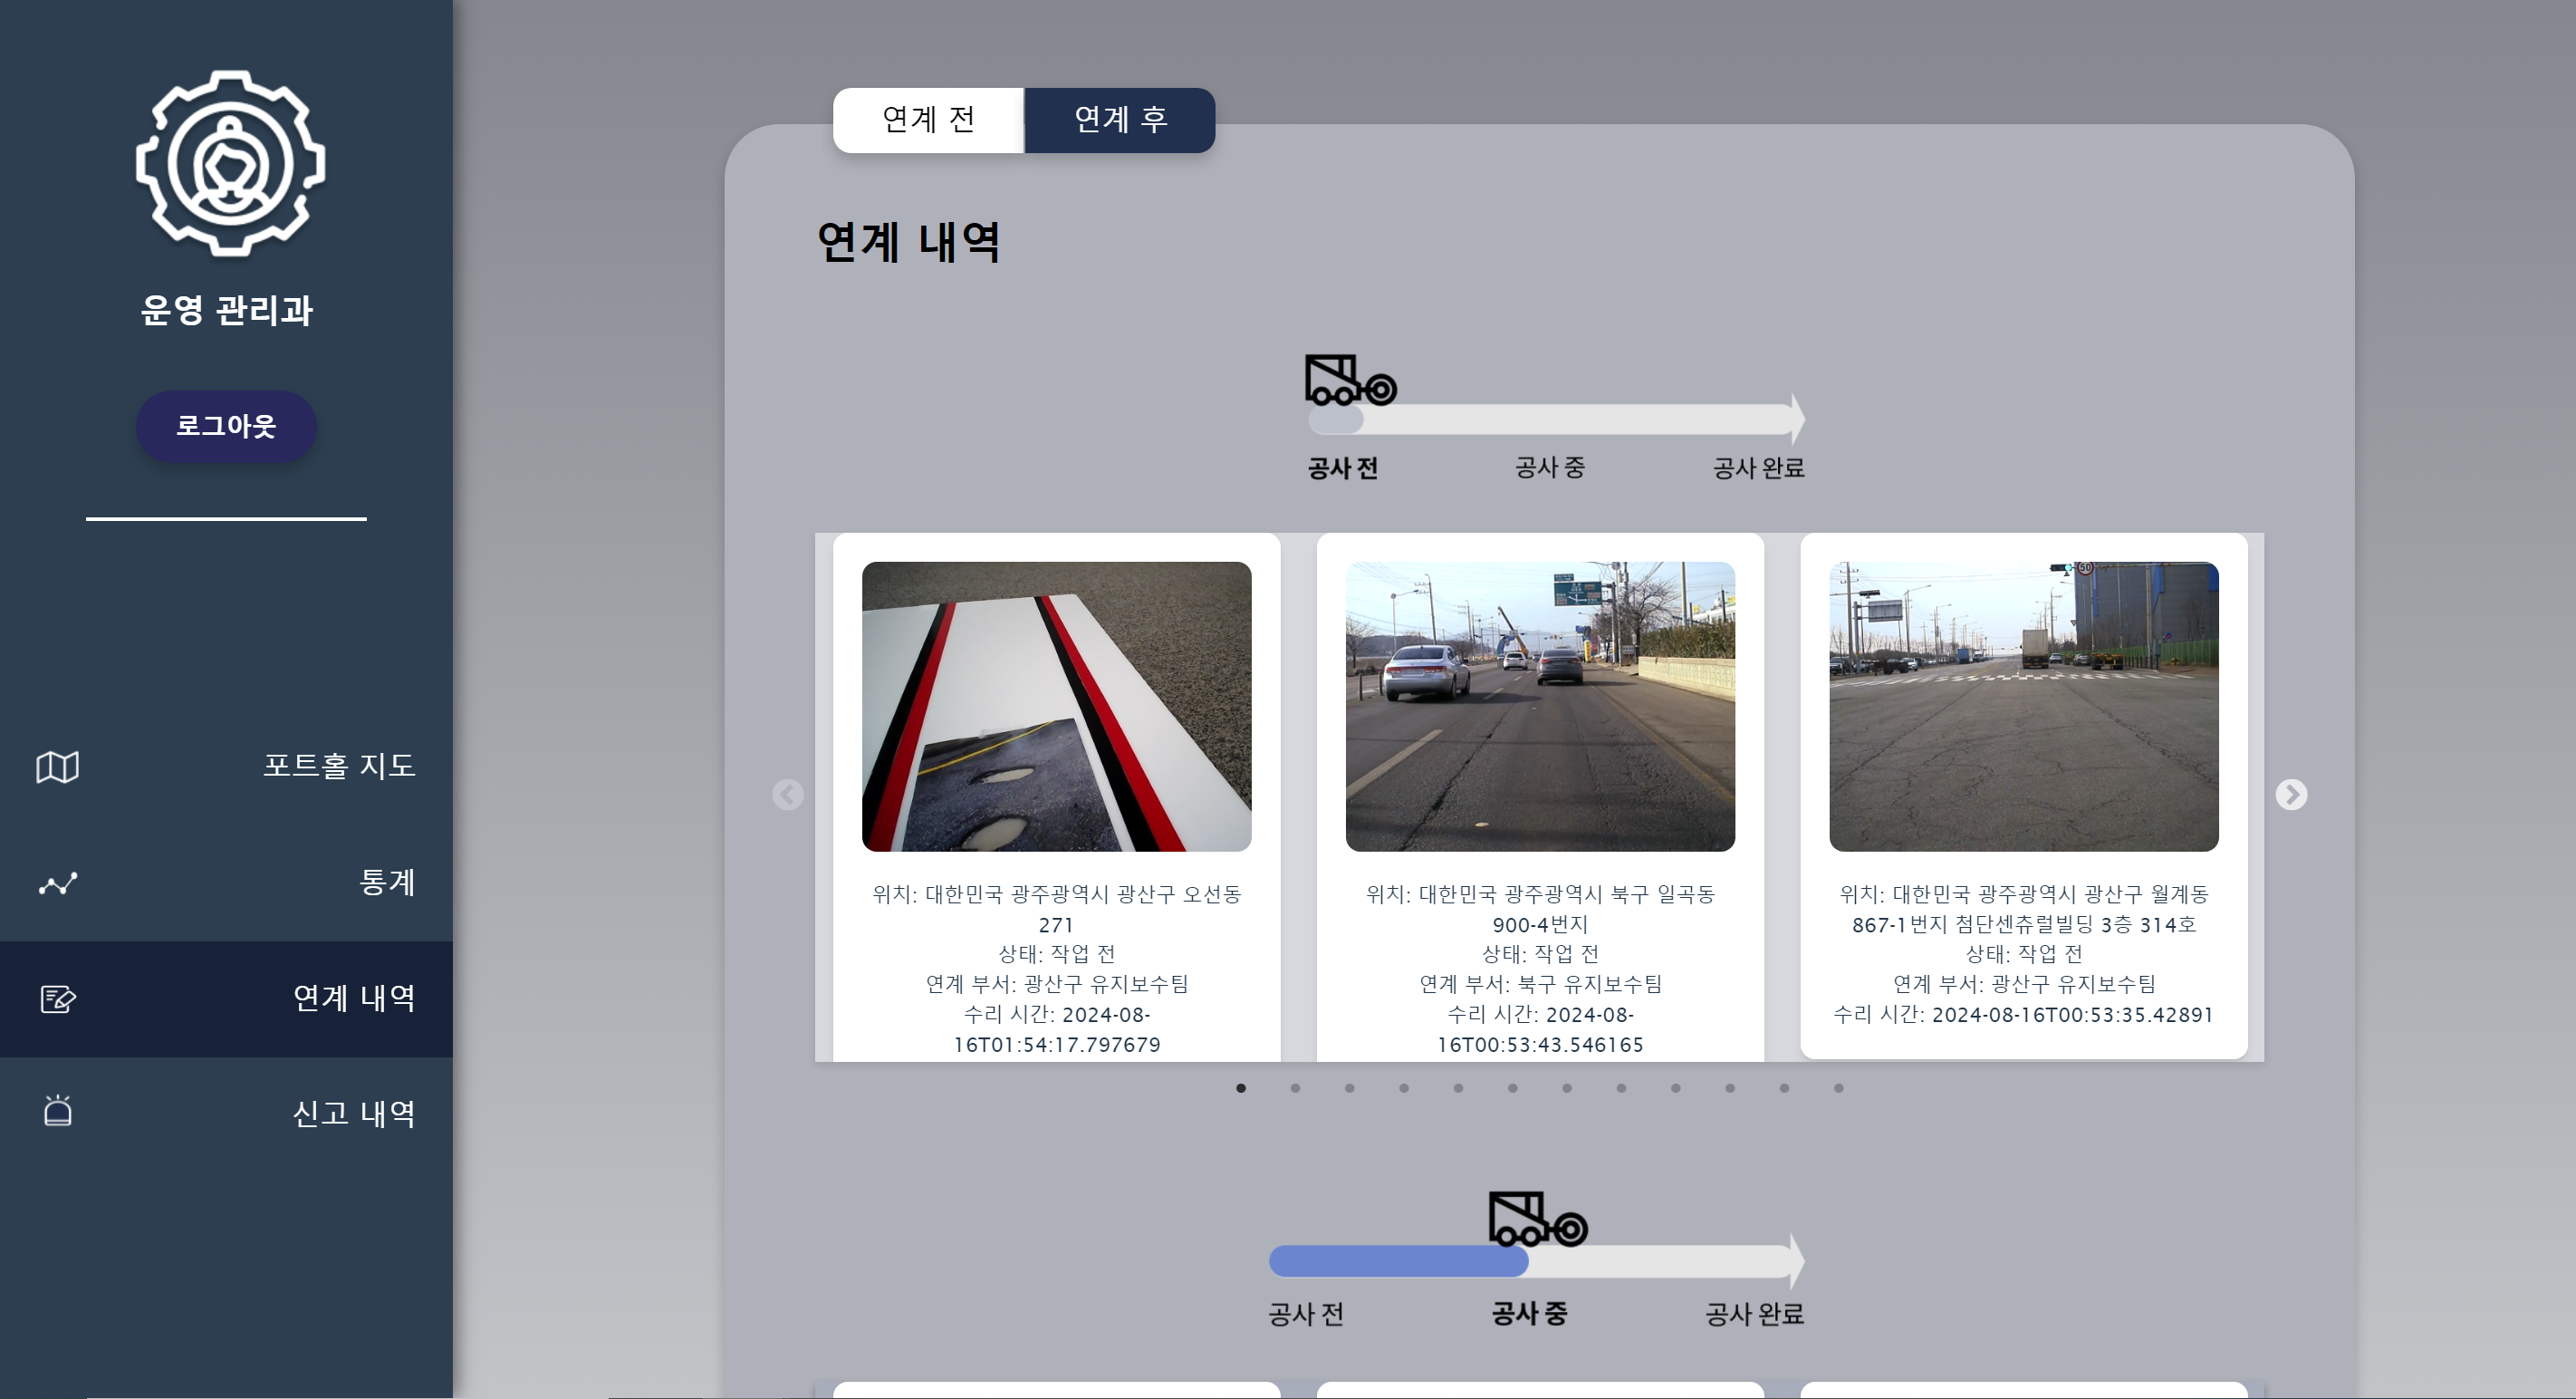 연계 전
연계 후
운영 관리과
로그아웃
포트홀 지도
통계
연계 내역
신고 내역
연계 내역
공사 전
공사 중
공사 완료
위치: 대한민국 광주광역시 광산구 오선동
271
상태: 작업 전
연계 부서: 광산구 유지보수팀
수리 시간: 2024-08-
16T01:54:17.797679
위치: 대한민국 광주광역시 북구 일곡동
900-4번지
상태: 작업 전
연계 부서: 북구 유지보수팀
수리 시간: 2024-08-
16T00:53:43.546165
50
위치: 대한민국 광주광역시 광산구 월계동
867-1번지 첨단센츄럴빌딩 3층 314호
상태: 작업 전
연계 부서: 광산구 유지보수팀
수리 시간: 2024-08-16T00:53:35.42891
공사 전
공사 중
공사 완료